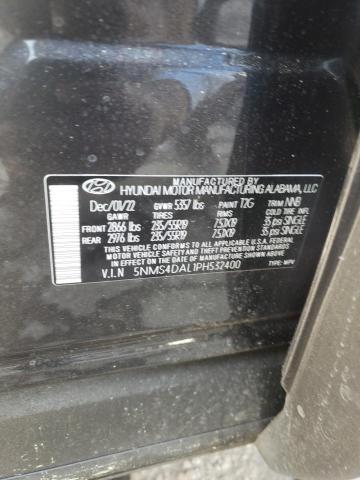 MANUFACTURED BY
HYUNDAI MOTOR MANUFACTURING ALABAMA, LLC
Dec/01/22 GVWR 5357 lbs PAINT T2G TRIM NNB
GAWR TIRES RIMS
FRONT 2866 lbs 235/55R19 7.5JX19 35 psi SINGLE
REAR 2976 lbs 235/55R19 7.5JX19 35 psi SINGLE
THIS VEHICLE CONFORMS TO ALL APPLICABLE U.S.A. FEDERAL
MOTOR VEHICLE SAFETY AND THEFT PREVENTION STANDARDS IN
EFFECT ON THE DATE OF MANUFACTURE SHOWN ABOVE.
V.I.N 5NMS4DAL1PH532400 TYPE: MPV